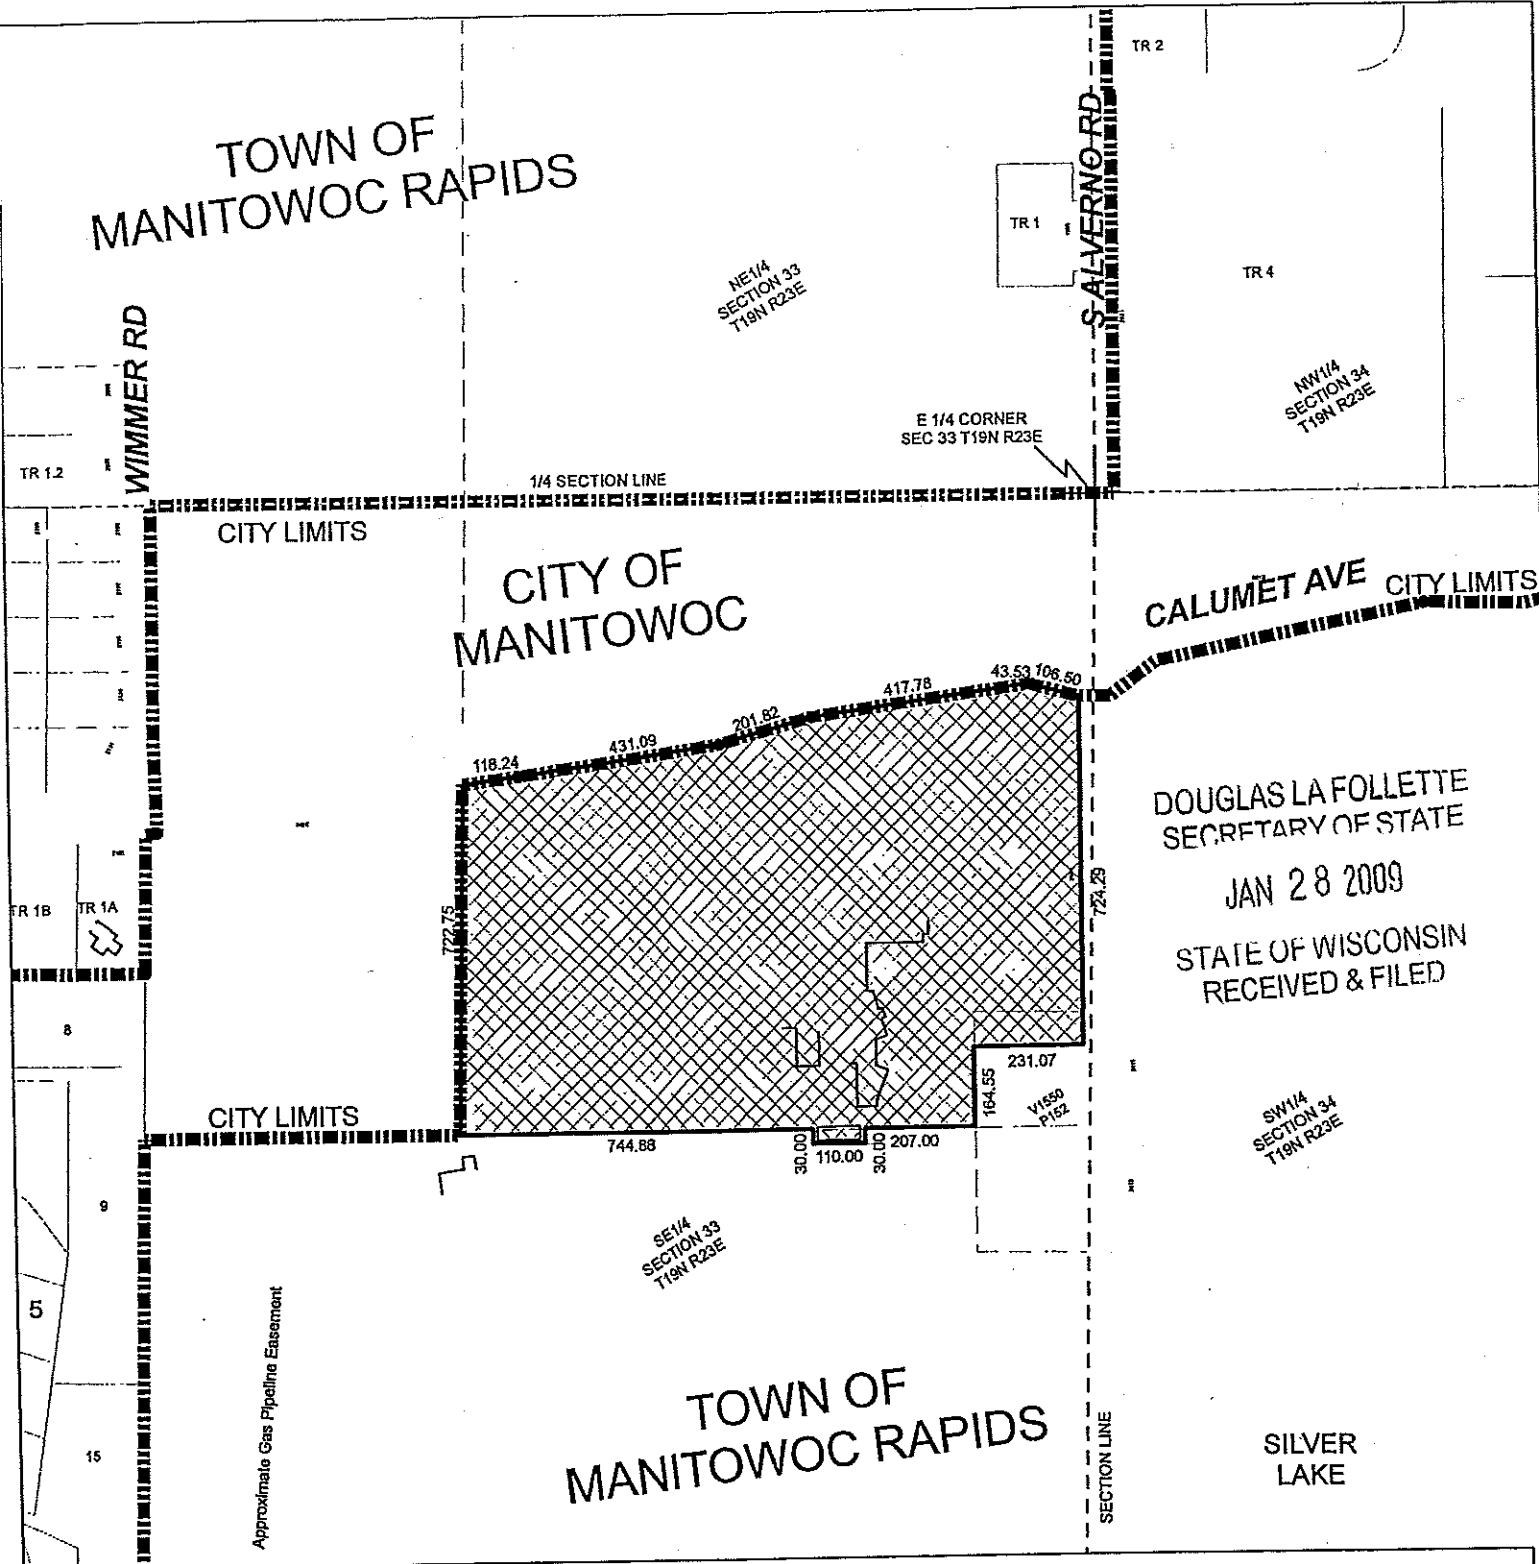 TR 2
TOWN OF
MANITOWOC RAPIDS
S ALVERNO RD
TR 1
TR 4
NE1/4
SECTION 33
T19N R23E
WIMMER RD
NW1/4
SECTION 34
T19N R23E
E 1/4 CORNER
SEC 33 T19N R23E
TR 1.2
1/4 SECTION LINE
CITY LIMITS
CITY OF
MANITOWOC
CALUMET AVE
CITY LIMITS
118.24
431.09
201.82
417.78
43.53
106.50
DOUGLAS LA FOLLETTE
SECRETARY OF STATE
JAN 28 2009
STATE OF WISCONSIN
RECEIVED & FILED
TR 1B
TR 1A
722.75
724.29
8
231.07
164.55
V1550
P152
CITY LIMITS
744.88
30.00
110.00
30.00
207.00
SW1/4
SECTION 34
T19N R23E
9
SE1/4
SECTION 33
T19N R23E
5
Approximate Gas Pipeline Easement
TOWN OF
MANITOWOC RAPIDS
15
SECTION LINE
SILVER
LAKE